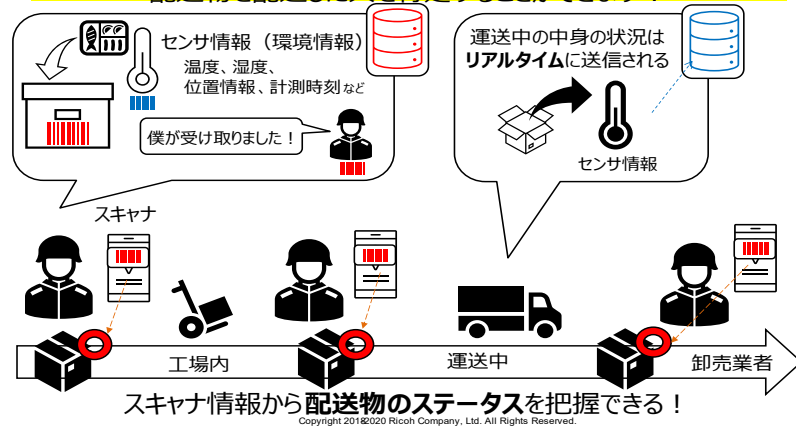 センサ情報（環境情報）
温度、湿度、
位置情報、計測時刻など
僕が受け取りました！
運送中の中身の状況は
リアルタイムに送信される
センサ情報
スキャナ
工場内
運送中
卸売業者
スキャナ情報から配送物のステータスを把握できる！
Ricoh Company, Ltd. All Rights Reserved.